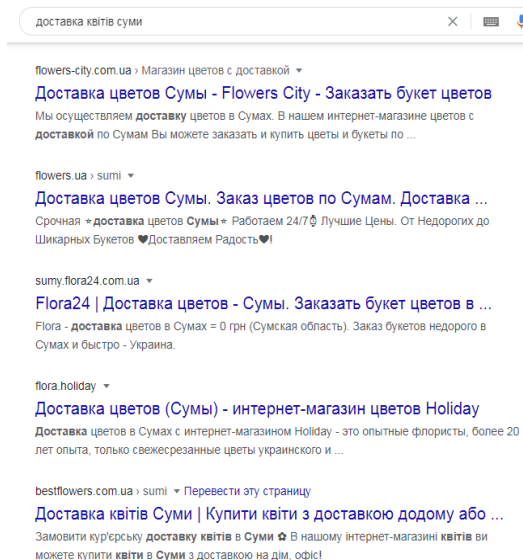 доставка квітів суми
flowers-city.com.ua › Магазин цветов с доставкой
Доставка цветов Сумы - Flowers City - Заказать букет цветов
Мы осуществляем доставку цветов в Сумах. В нашем интернет-магазине цветов с
доставкой по Сумам Вы можете заказать и купить цветы и букеты по ...
flowers.ua › sumi
Доставка цветов Сумы. Заказ цветов по Сумам. Доставка ...
Срочная ⭐доставка цветов Сумы⭐ Работаем 24/7⌚ Лучшие Цены. От Недорогих до
Шикарных Букетов ❤Доставляем Радость❤!
sumy.flora24.com.ua
Flora24 | Доставка цветов - Сумы. Заказать букет цветов в ...
Flora - доставка цветов в Сумах = 0 грн (Сумская область). Заказ букетов недорого в
Сумах и быстро - Украина.
flora.holiday
Доставка цветов (Сумы) - интернет-магазин цветов Holiday
Доставка цветов в Сумах с интернет-магазином Holiday - это опытные флористы, более 20
лет опыта, только свежесрезанные цветы украинского и ...
bestflowers.com.ua › sumi Перевести эту страницу
Доставка квітів Суми | Купити квіти з доставкою додому або ...
Замовити кур'єрську доставку квітів в Суми ✿ В нашому інтернет-магазині квітів ви
можете купити квіти в Суми з доставкою на дім, офіс!